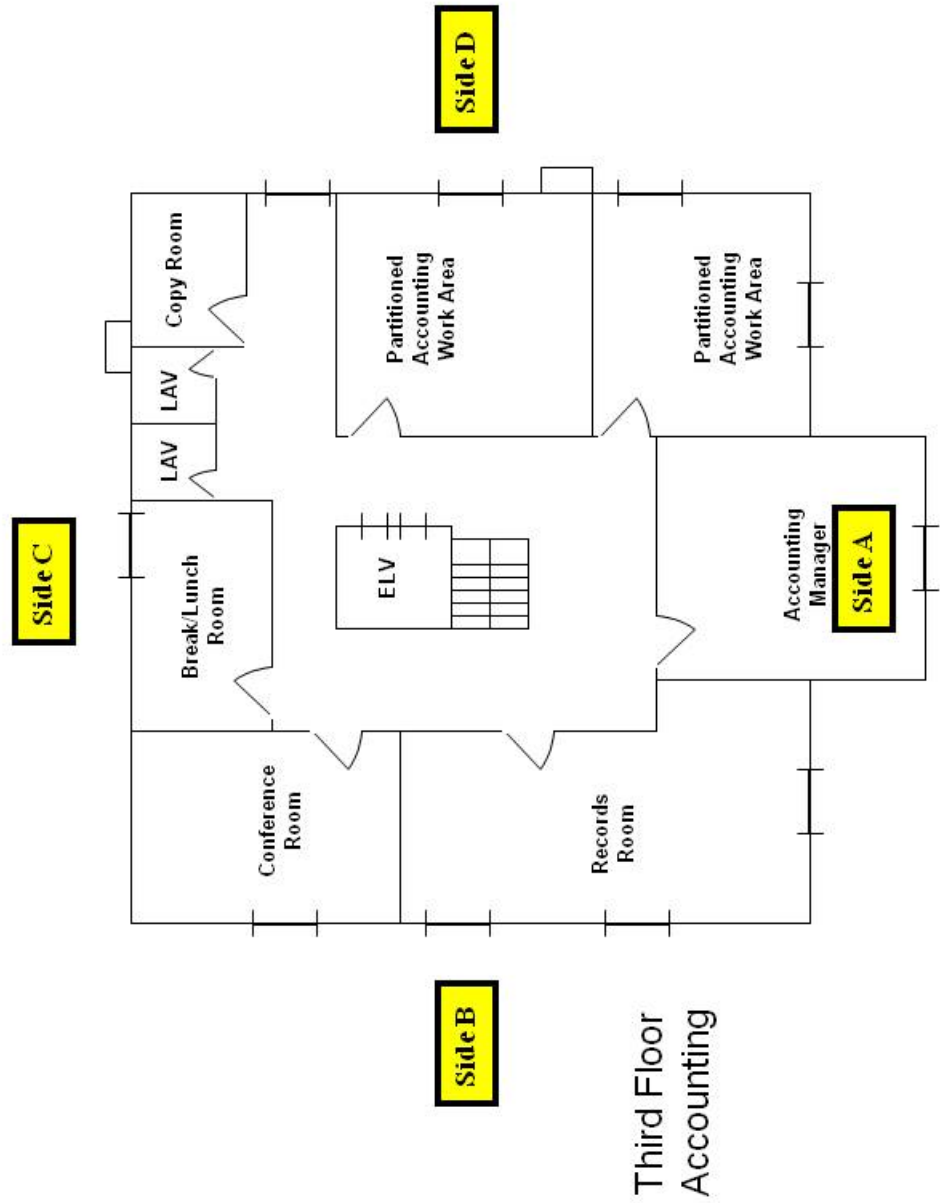 Side C
Side D
Side B
Side A
Copy Room
LAV
LAV
Break/Lunch
Room
Conference
Room
ELV
Partitioned
Accounting
Work Area
Partitioned
Accounting
Work Area
Records
Room
Accounting
Manager
Third Floor
Accounting